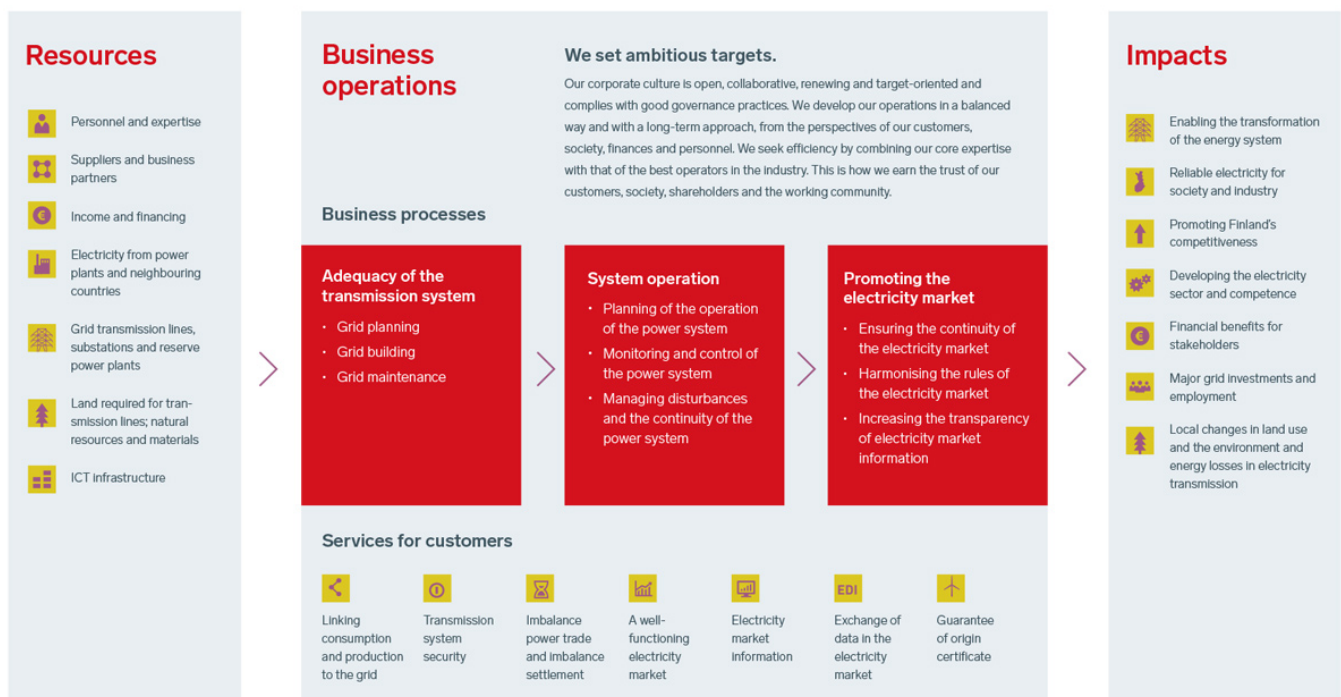 Resources
Personnel and expertise
Suppliers and business
partners
Income and financing
Electricity from power
plants and neighbouring
countries
Grid transmission lines,
substations and reserve
power plants
Land required for tran-
smission lines; natural
resources and materials
ICT infrastructure
Business
operations
We set ambitious targets.
Our corporate culture is open, collaborative, renewing and target-oriented and
complies with good governance practices. We develop our operations in a balanced
way and with a long-term approach, from the perspectives of our customers,
society, finances and personnel. We seek efficiency by combining our core expertise
with that of the best operators in the industry. This is how we earn the trust of our
customers, society, shareholders and the working community.
Business processes
Adequacy of the
transmission system
• Grid planning
• Grid building
• Grid maintenance
System operation
• Planning of the operation
of the power system
• Monitoring and control of
the power system
• Managing disturbances
and the continuity of the
power system
Promoting the
electricity market
• Ensuring the continuity of
the electricity market
• Harmonising the rules of
the electricity market
• Increasing the transparency
of electricity market
information
Services for customers
Linking
consumption
and production
to the grid
Transmission
system
security
Imbalance
power trade
and imbalance
settlement
A well-
functioning
electricity
market
Electricity
market
information
EDI
Exchange of
data in the
electricity
market
Guarantee
of origin
certificate
Impacts
Enabling the transformation
of the energy system
Reliable electricity for
society and industry
Promoting Finland's
competitiveness
Developing the electricity
sector and competence
Financial benefits for
stakeholders
Major grid investments and
employment
Local changes in land use
and the environment and
energy losses in electricity
transmission